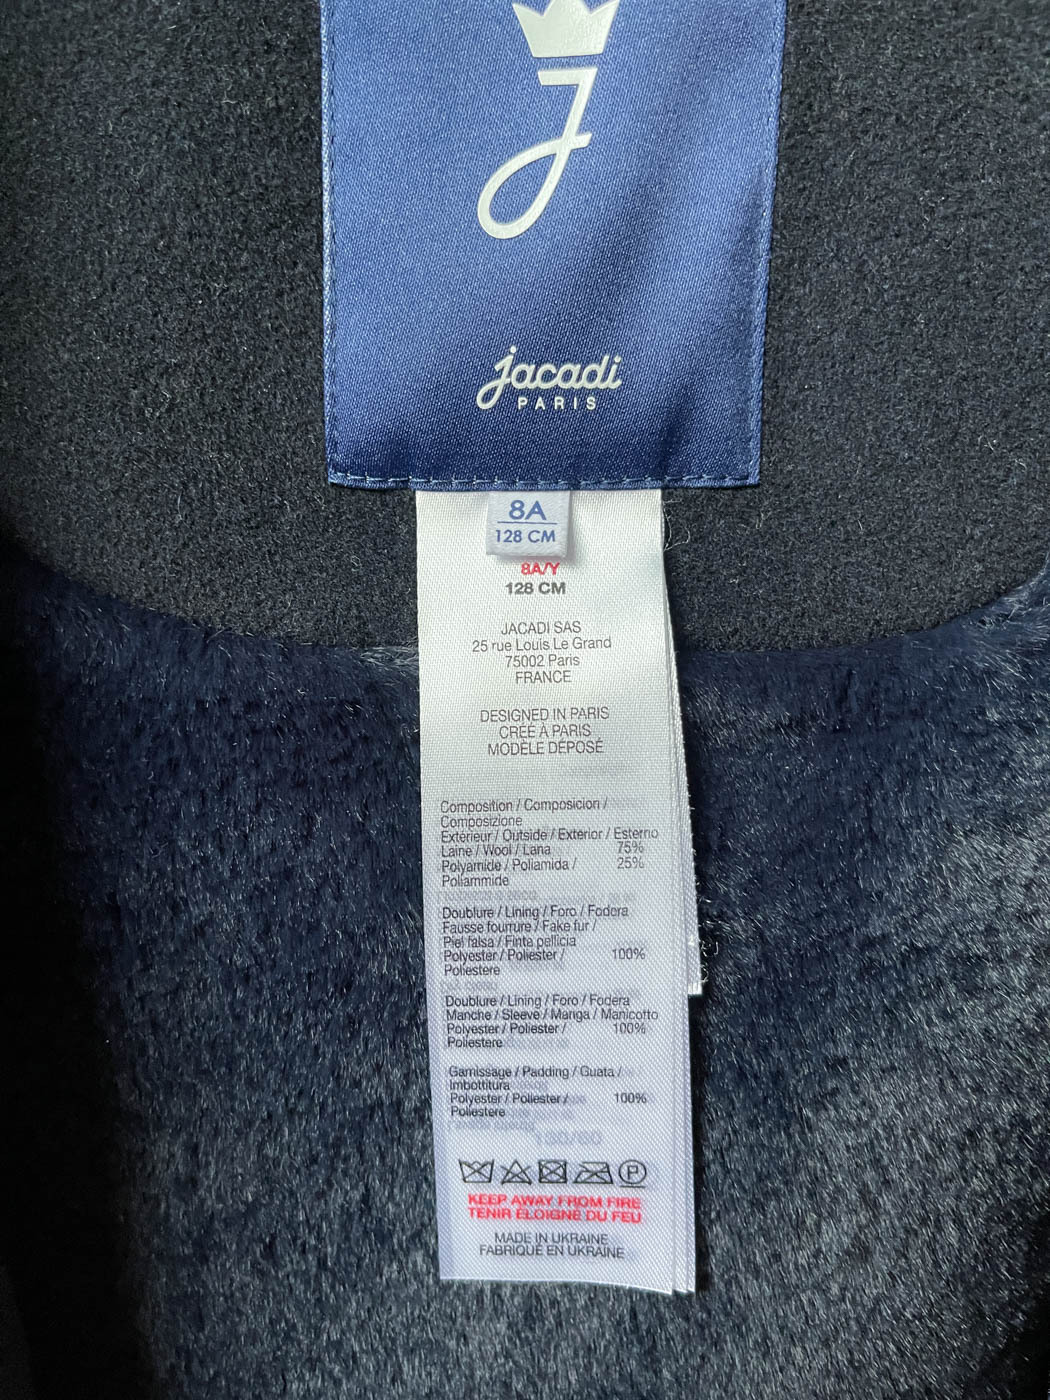 J
jacadi
PARIS
8A
128 CM
8A/Y
128 CM
JACADI SAS
25 rue Louis Le Grand
75002 Paris
FRANCE
DESIGNED IN PARIS
CRÉÉ À PARIS
MODÈLE DÉPOSÉ
Composition / Composicion /
Composizione
Extérieur / Outside / Exterior / Esterno
Laine / Wool / Lana 75%
Polyamide / Poliamida / 25%
Poliammide
Doublure / Lining / Foro / Fodera
Fausse fourrure / Fake fur /
Piel falsa / Finta pelliccia
Polyester / Poliester / 100%
Poliestere
Doublure / Lining / Foro / Fodera
Manche / Sleeve / Manga / Manicotto
Polyester / Poliester / 100%
Poliestere
Garnissage / Padding / Guata /
Imbottitura
Polyester / Poliester / 100%
Poliestere
P
KEEP AWAY FROM FIRE
TENIR ÉLOIGNÉ DU FEU
MADE IN UKRAINE
FABRIQUÉ EN UKRAINE